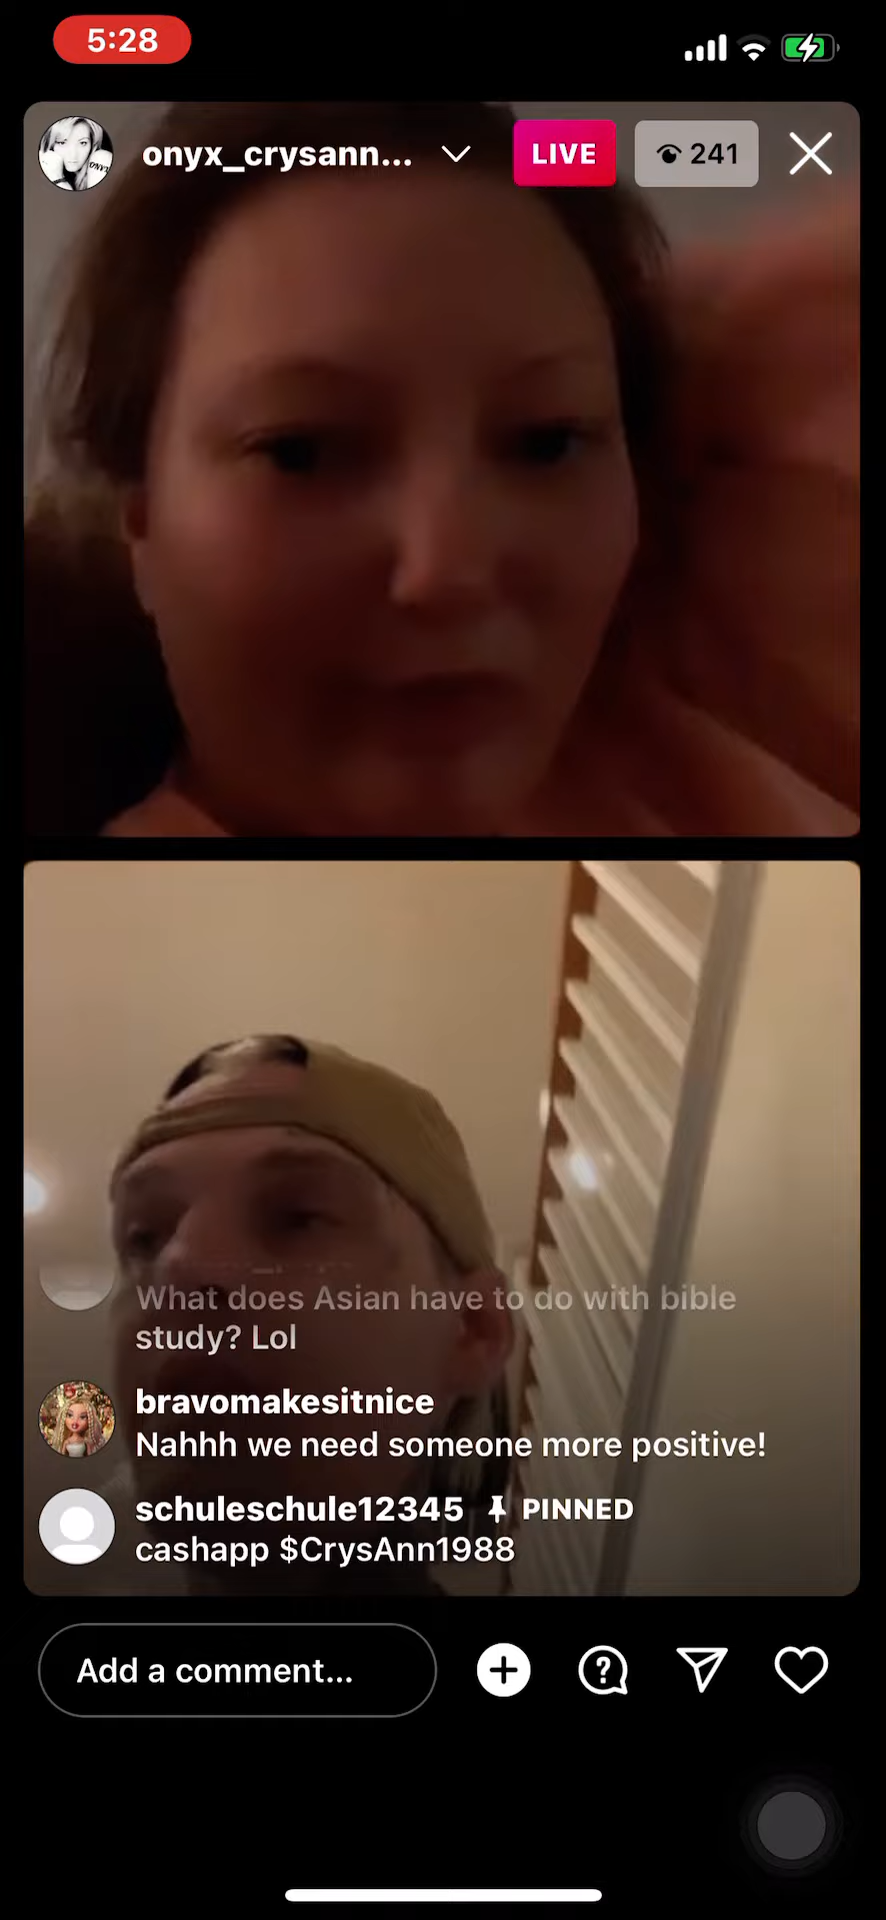 5:28
onyx_crysann...
LIVE
241
What does Asian have to do with bible
study? Lol
bravomakesitnice
Nahhh we need someone more positive!
schuleschule12345 PINNED
cashapp $CrysAnn1988
Add a comment...